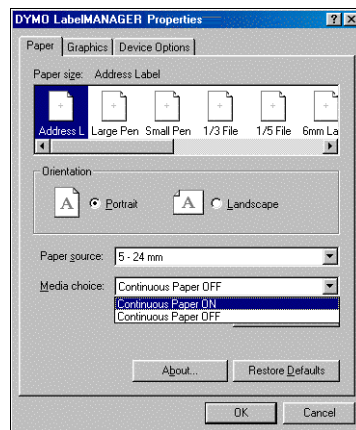 DYMO LabelMANAGER Properties
Paper Graphics Device Options
Paper size: Address Label
Address L Large Pen Small Pen 1/3 File 1/5 File 6mm La
Orientation
A Portrait A Landscape
Paper source: 5 - 24 mm
Media choice: Continuous Paper OFF
Continuous Paper ON
Continuous Paper OFF
About... Restore Defaults
OK Cancel